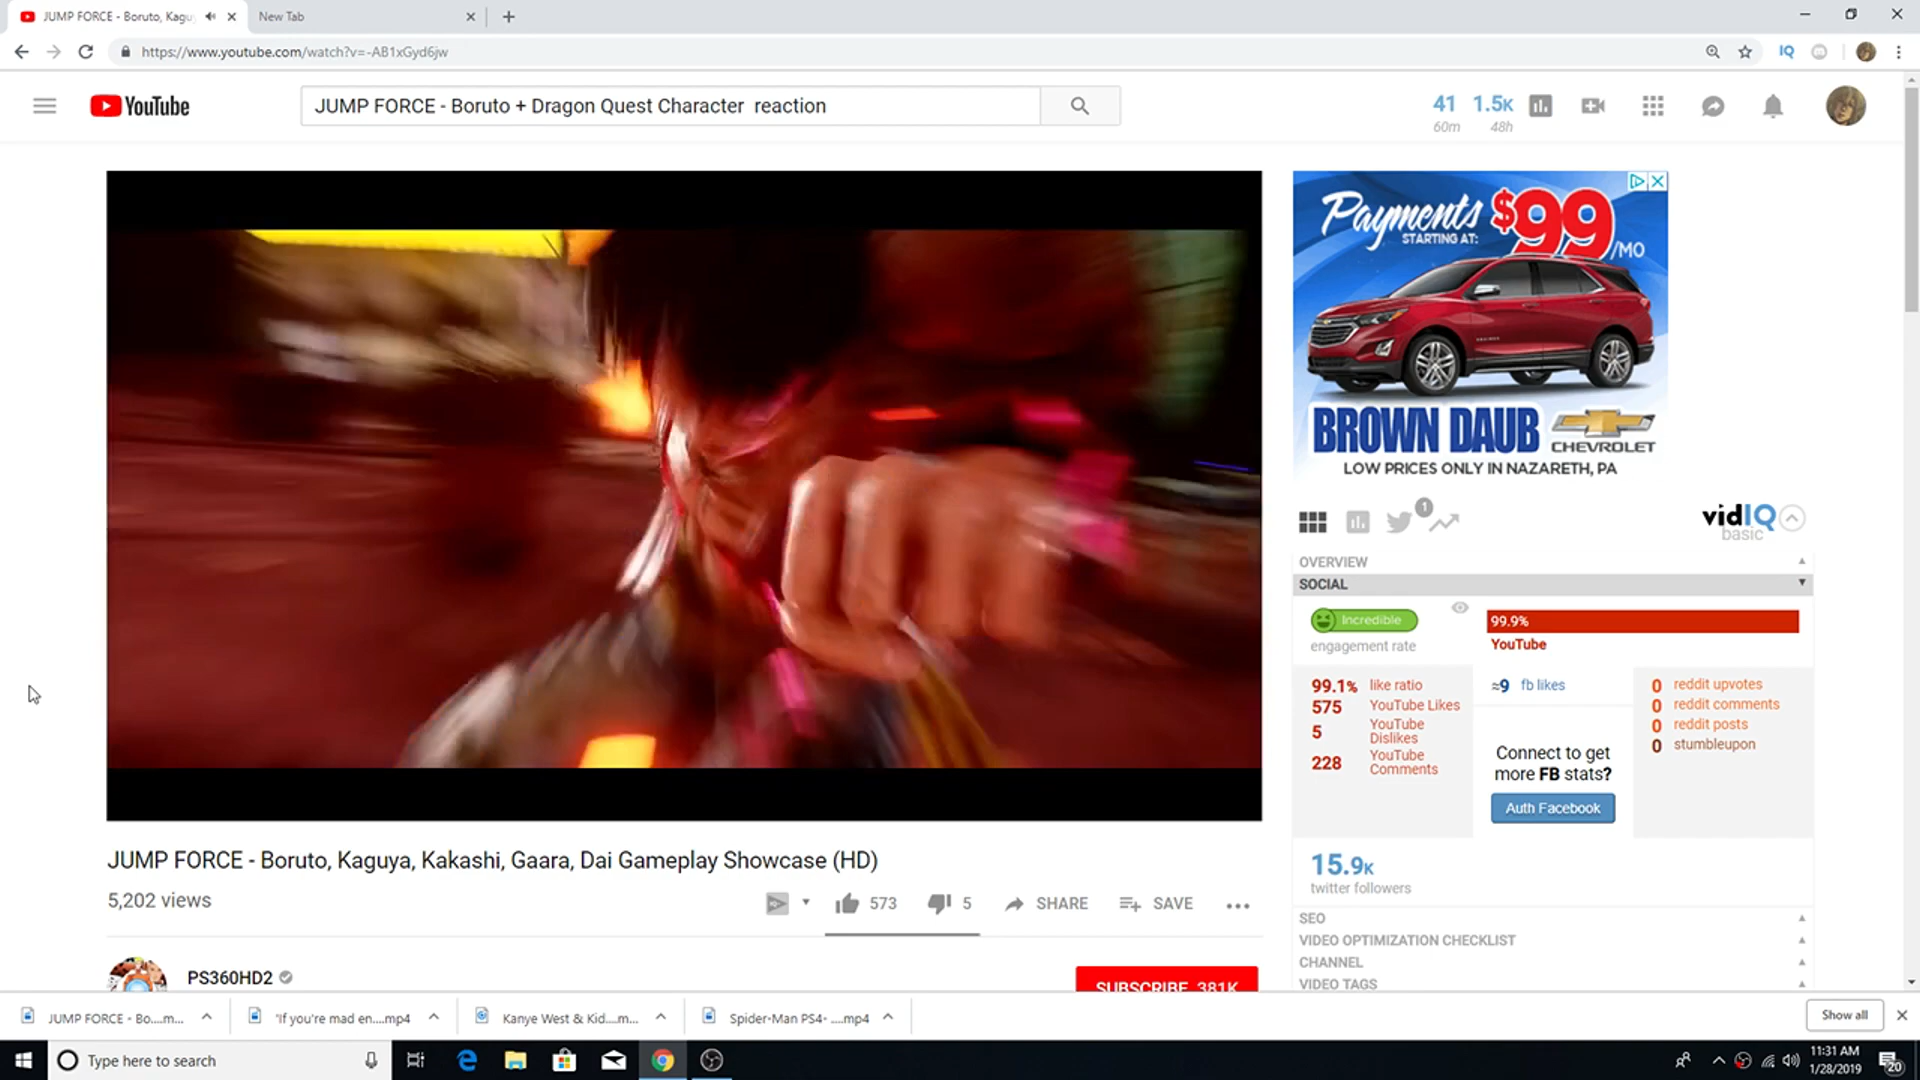 JUMP FORCE - Boruto, Kagu
New Tab
https://www.youtube.com/watch?v=-AB1xGyd6jw
IQ
YouTube
JUMP FORCE - Boruto + Dragon Quest Character reaction
41
60m
1.5K
48h
Payments
STARTING AT:
$99
/MO
BROWN DAUB
CHEVROLET
LOW PRICES ONLY IN NAZARETH, PA
1
vidIQ
basic
OVERVIEW
SOCIAL
Incredible
engagement rate
99.9%
YouTube
99.1% like ratio
575 YouTube Likes
5 YouTube Dislikes
228 YouTube Comments
≈9 fb likes
Connect to get
more FB stats?
Auth Facebook
0 reddit upvotes
0 reddit comments
0 reddit posts
0 stumbleupon
15.9K
twitter followers
SEO
VIDEO OPTIMIZATION CHECKLIST
CHANNEL
VIDEO TAGS
JUMP FORCE - Boruto, Kaguya, Kakashi, Gaara, Dai Gameplay Showcase (HD)
5,202 views
573
5
SHARE
SAVE
PS360HD2
SUBSCRIBE 381K
JUMP FORCE - Bo....m...
"If you're mad en....mp4
Kanye West & Kid....m...
Spider-Man PS4- ....mp4
Show all
Type here to search
11:31 AM
1/28/2019
20